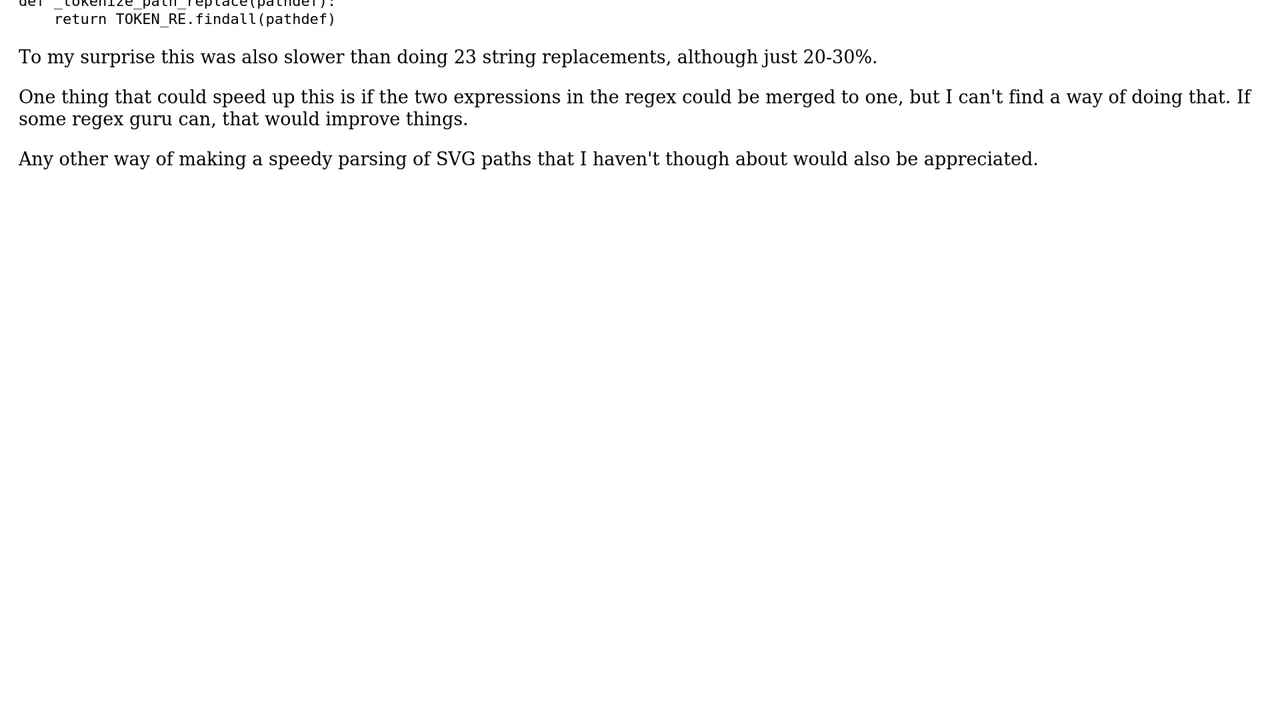 def _tokenize_path_replace(pathdef):
    return TOKEN_RE.findall(pathdef)
To my surprise this was also slower than doing 23 string replacements, although just 20-30%.
One thing that could speed up this is if the two expressions in the regex could be merged to one, but I can't find a way of doing that. If
some regex guru can, that would improve things.
Any other way of making a speedy parsing of SVG paths that I haven't though about would also be appreciated.